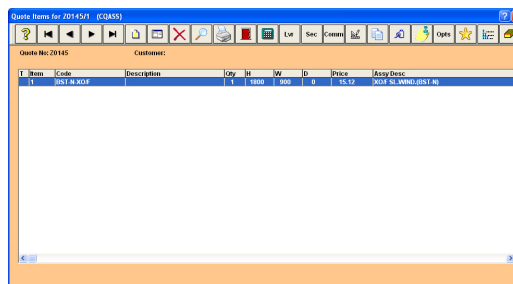 Quote Items for Z0145/1 (CQASS)
Lvr Sec Comm Opts
Quote No: Z0145 Customer:
T Item Code Description Qty H W D Price Assy Desc
1 BST-N-XO/F 1 1800 900 0 15.12 XO/F SL.WIND.(BST-N)